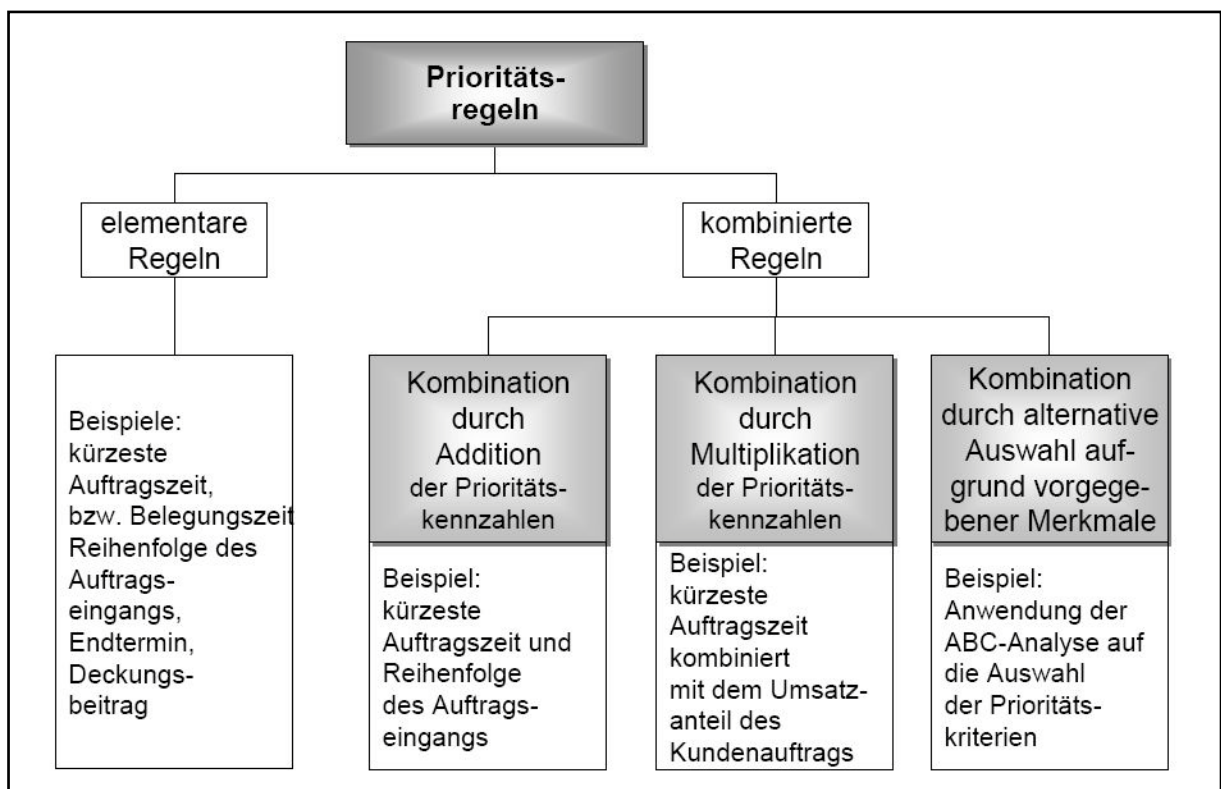 Prioritäts-
regeln
elementare
Regeln
kombinierte
Regeln
Beispiele:
kürzeste
Auftragszeit,
bzw. Belegungszeit
Reihenfolge des
Auftrags-
eingangs,
Endtermin,
Deckungs-
beitrag
Kombination
durch
Addition
der Prioritäts-
kennzahlen
Beispiel:
kürzeste
Auftragszeit und
Reihenfolge
des Auftrags-
eingangs
Kombination
durch
Multiplikation
der Prioritäts-
kennzahlen
Beispiel:
kürzeste
Auftragszeit
kombiniert
mit dem Umsatz-
anteil des
Kundenauftrags
Kombination
durch alternative
Auswahl auf-
grund vorgege-
bener Merkmale
Beispiel:
Anwendung der
ABC-Analyse auf
die Auswahl
der Prioritäts-
kriterien